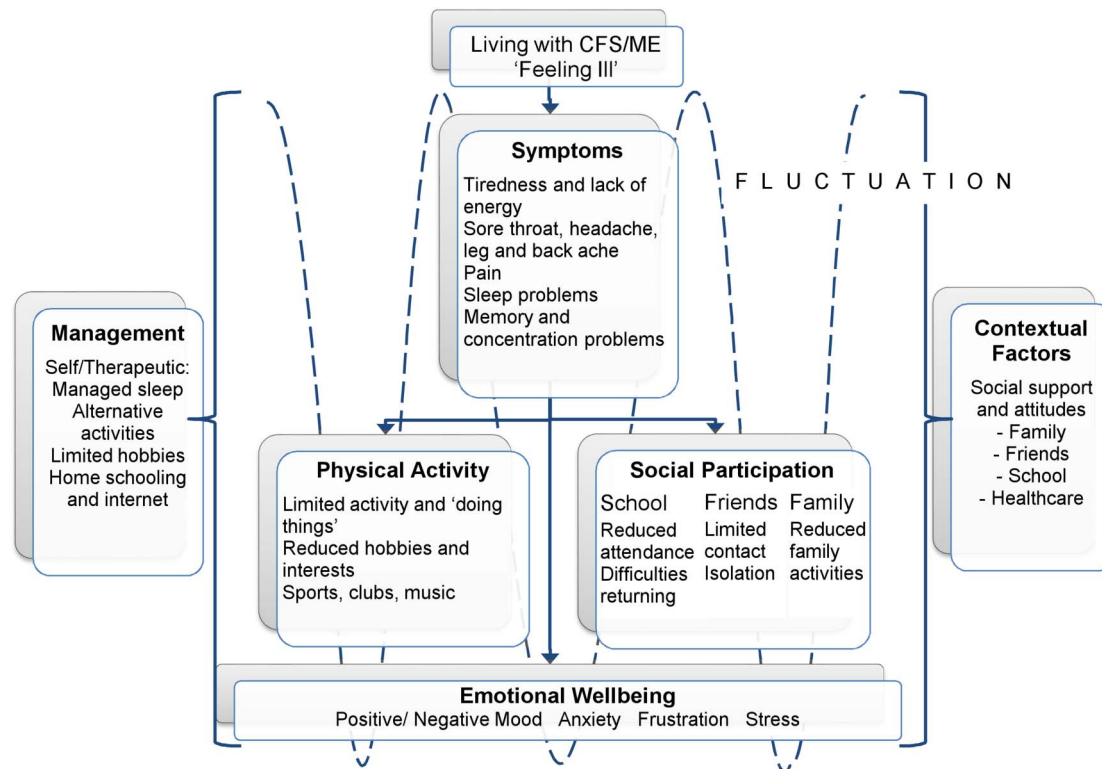 Living with CFS/ME
‘Feeling Ill’
Symptoms
Tiredness and lack of
energy
Sore throat, headache,
leg and back ache
Pain
Sleep problems
Memory and
concentration problems
F L U C T U A T I O N
Management
Self/Therapeutic:
Managed sleep
Alternative
activities
Limited hobbies
Home schooling
and internet
Contextual
Factors
Social support
and attitudes
- Family
- Friends
- School
- Healthcare
Physical Activity
Limited activity and ‘doing
things’
Reduced hobbies and
interests
Sports, clubs, music
Social Participation
School
Reduced
attendance
Difficulties
returning
Friends
Limited
contact
Isolation
Family
Reduced
family
activities
Emotional Wellbeing
Positive/ Negative Mood Anxiety Frustration Stress